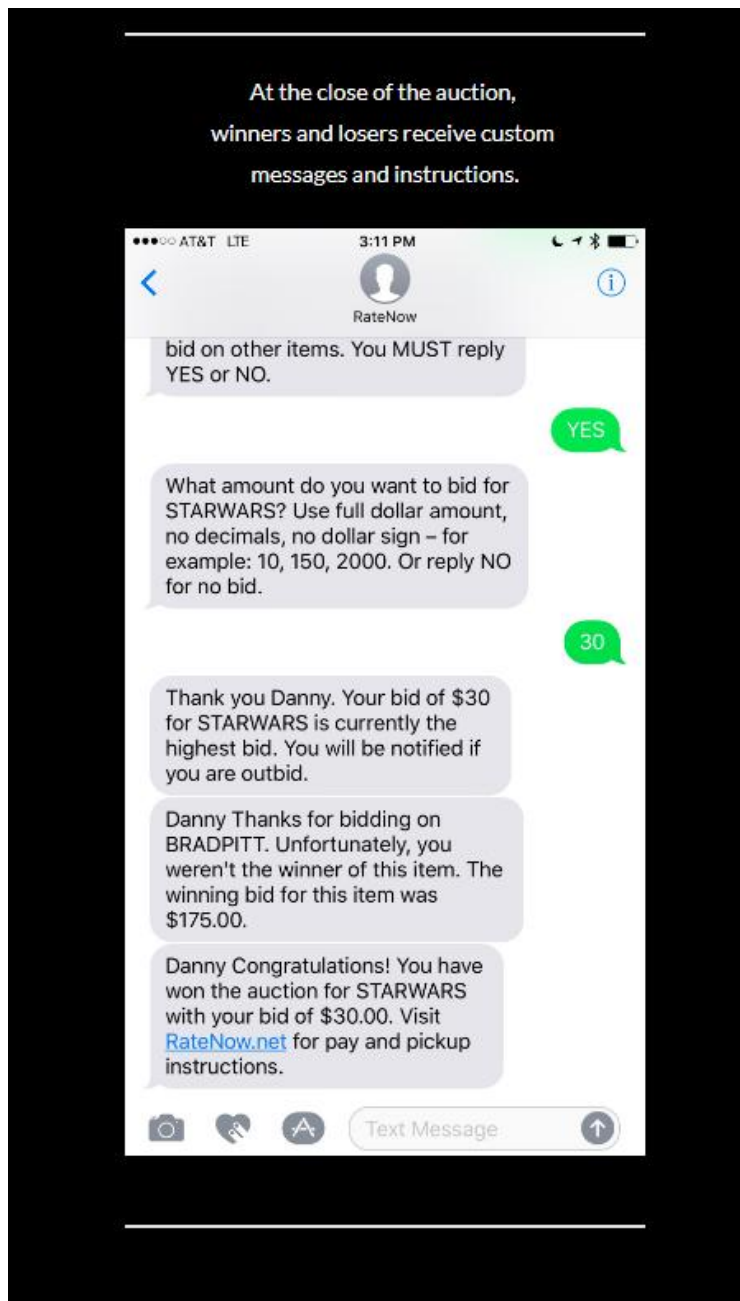 At the close of the auction,
winners and losers receive custom
messages and instructions.
AT&T LTE 3:11 PM
RateNow
bid on other items. You MUST reply
YES or NO.
YES
What amount do you want to bid for
STARWARS? Use full dollar amount,
no decimals, no dollar sign – for
example: 10, 150, 2000. Or reply NO
for no bid.
30
Thank you Danny. Your bid of $30
for STARWARS is currently the
highest bid. You will be notified if
you are outbid.
Danny Thanks for bidding on
BRADPITT. Unfortunately, you
weren't the winner of this item. The
winning bid for this item was
$175.00.
Danny Congratulations! You have
won the auction for STARWARS
with your bid of $30.00. Visit
RateNow.net for pay and pickup
instructions.
Text Message